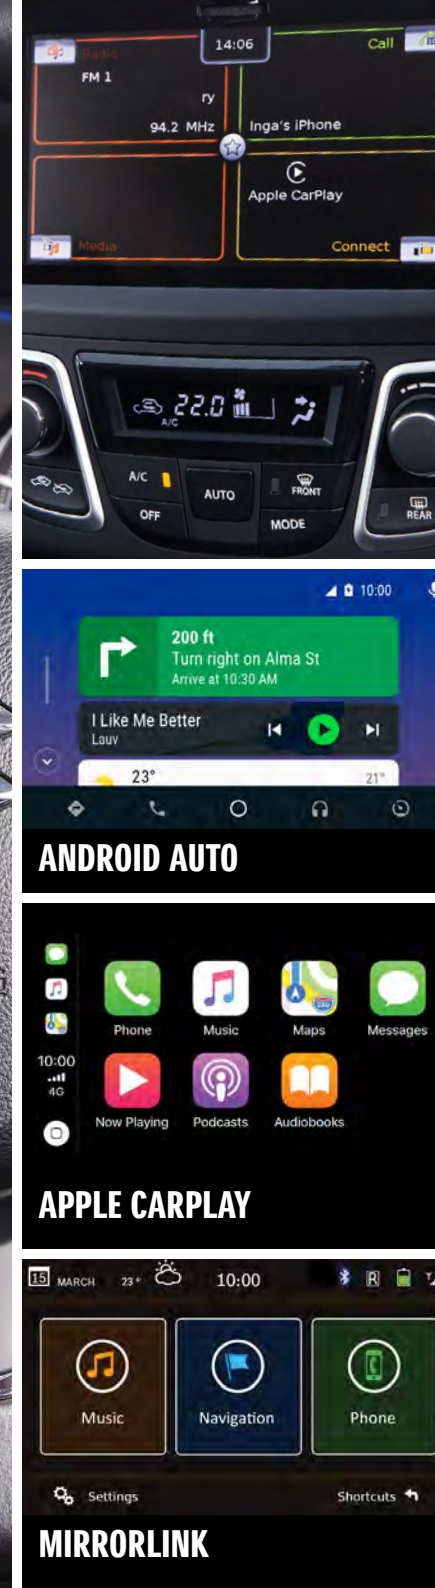 14:06
Radio
Call
FM 1
ry
94.2 MHz
Inga's iPhone
Apple CarPlay
Media
Connect
A/C
22.0
A/C
AUTO
FRONT
OFF
MODE
REAR
10:00
200 ft
Turn right on Alma St
Arrive at 10:30 AM
I Like Me Better
Lauv
23°
21°
ANDROID AUTO
Phone
Music
Maps
Messages
10:00
4G
Now Playing
Podcasts
Audiobooks
APPLE CARPLAY
15 MARCH 23° 10:00 R
Music
Navigation
Phone
Settings
Shortcuts
MIRRORLINK